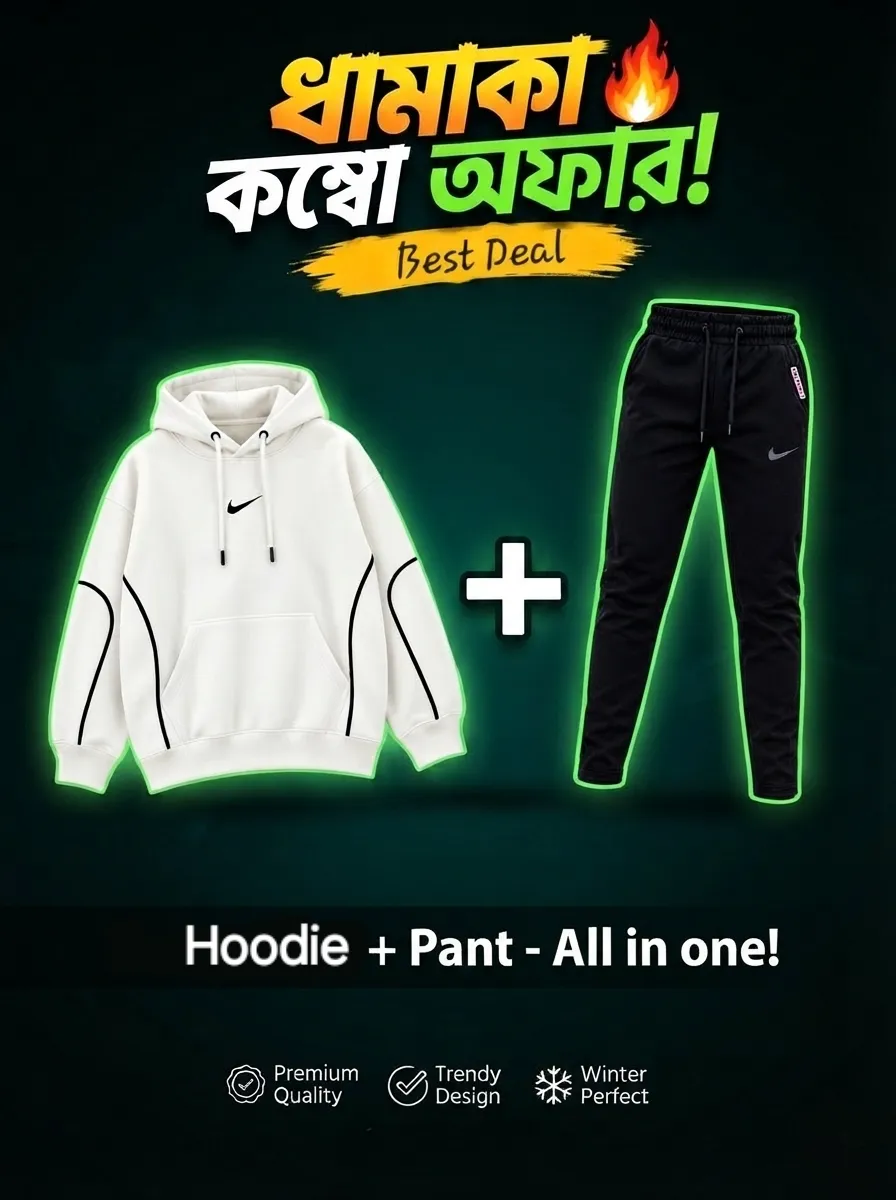 ধামাকা
কম্বো অফার!
Best Deal
Hoodie + Pant - All in one!
Premium Quality
Trendy Design
Winter Perfect